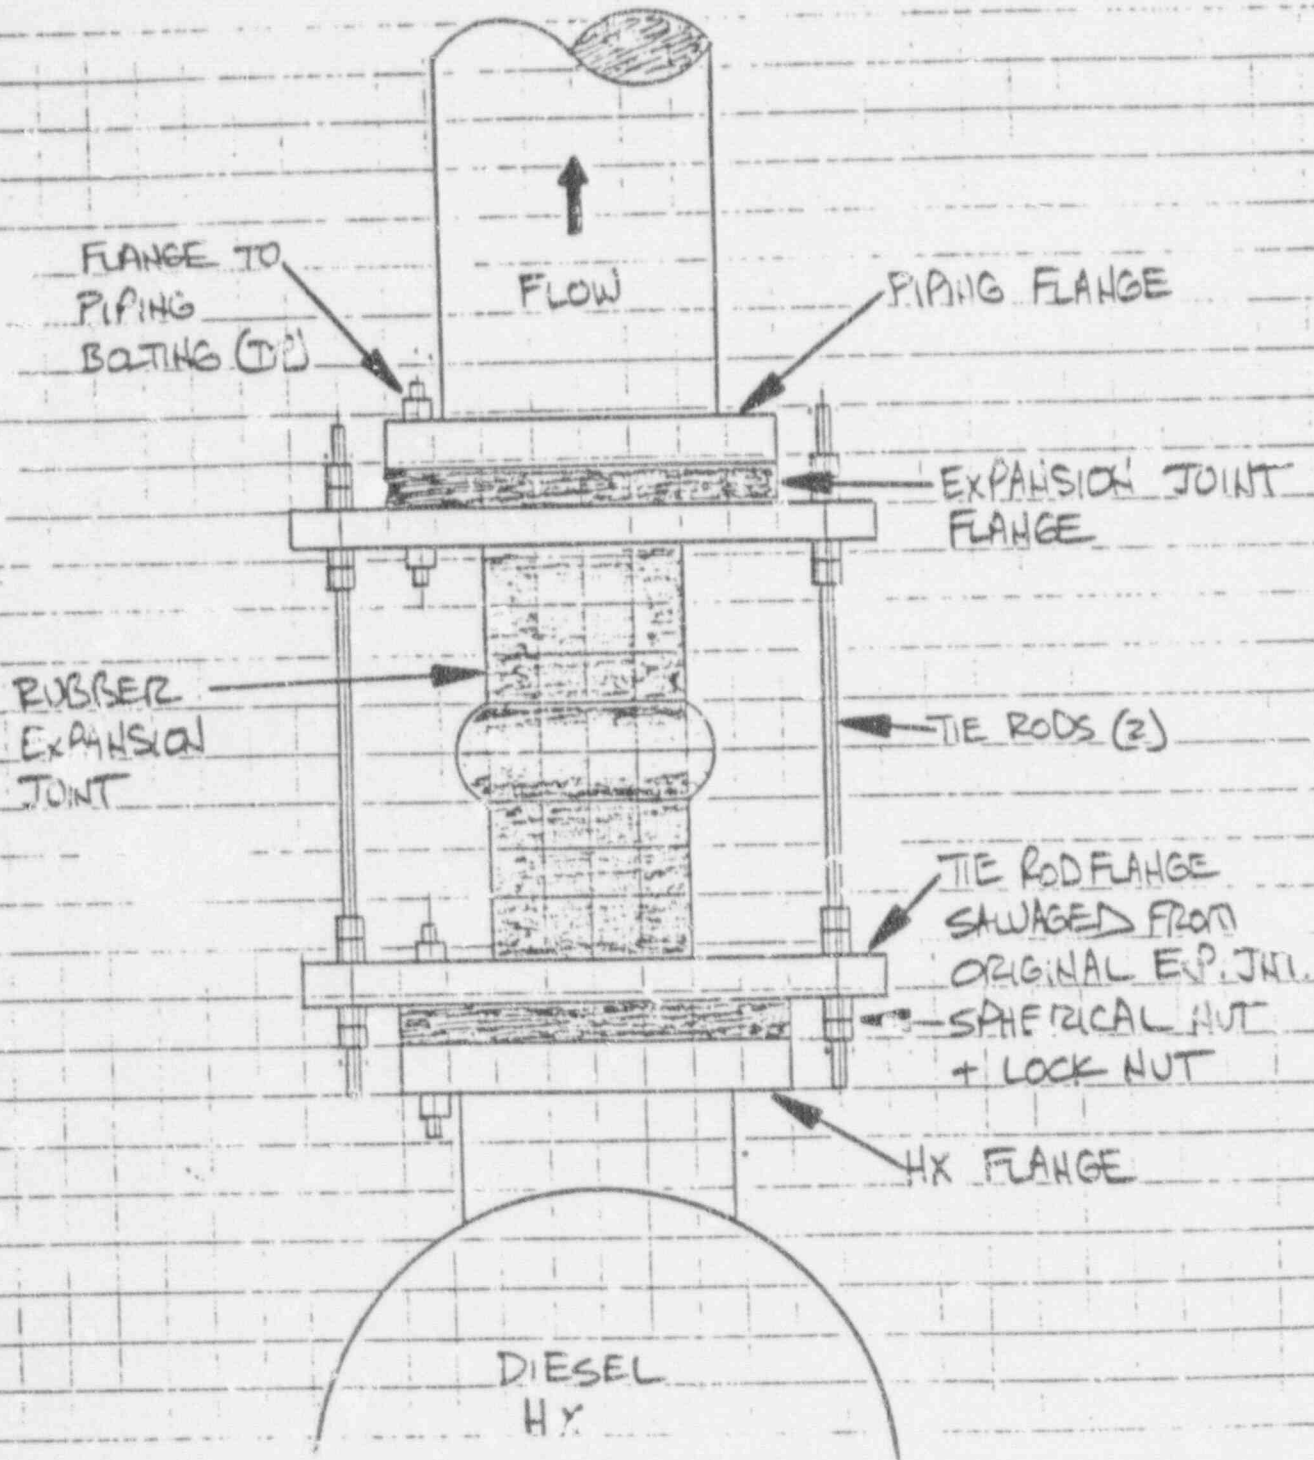 FLANGE TO
PIPING
BOLTING
FLOW
PIPING FLANGE
EXPANSION JOINT
FLANGE
RUBBER
EXPANSION
JOINT
TIE RODS (2)
TIE ROD FLANGE
SALVAGED FROM
ORIGINAL EXP. JNT.
SPHERICAL NUT
+ LOCK NUT
HX FLANGE
DIESEL
HX